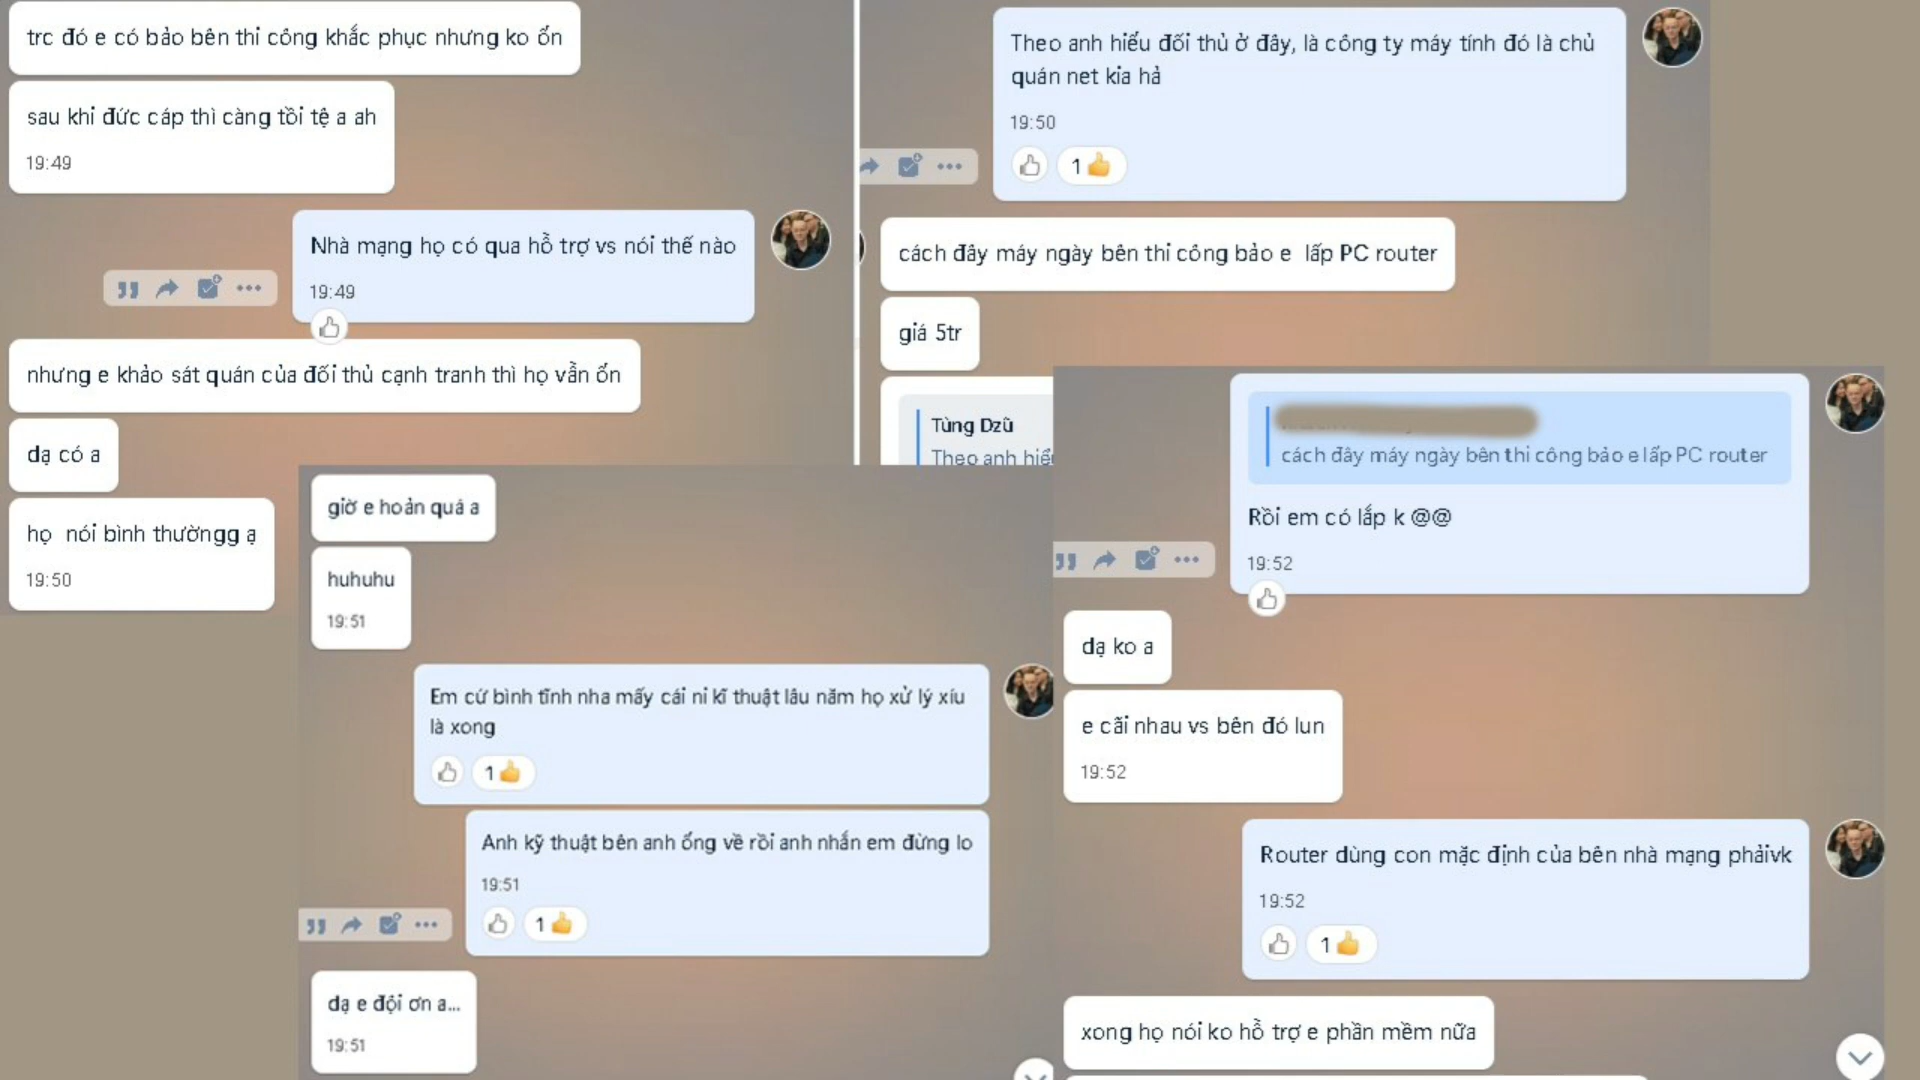 trc đó e có bảo bên thi công khắc phục nhưng ko ổn
sau khi đức cáp thì càng tồi tệ a ah
19:49
Nhà mạng họ có qua hỗ trợ vs nói thế nào
19:49
nhưng e khảo sát quán của đối thủ cạnh tranh thì họ vẫn ổn
dạ có a
họ nói bình thườngg ạ
19:50
Theo anh hiểu đối thủ ở đây, là công ty máy tính đó là chủ
quán net kia hả
19:50
1
cách đây máy ngày bên thi công bảo e lấp PC router
giá 5tr
Tùng Dzũ
Theo anh hiể
giờ e hoản quá a
huhuhu
19:51
Em cứ bình tĩnh nha mấy cái ni kĩ thuật lâu năm họ xử lý xíu
là xong
1
Anh kỹ thuật bên anh ổng về rồi anh nhắn em đừng lo
19:51
1
dạ e đội ơn a...
19:51
cách đây máy ngày bên thi công bảo e lấp PC router
Rồi em có lắp k @@
19:52
dạ ko a
e cãi nhau vs bên đó lun
19:52
Router dùng con mặc định của bên nhà mạng phảivk
19:52
1
xong họ nói ko hỗ trợ e phần mềm nữa